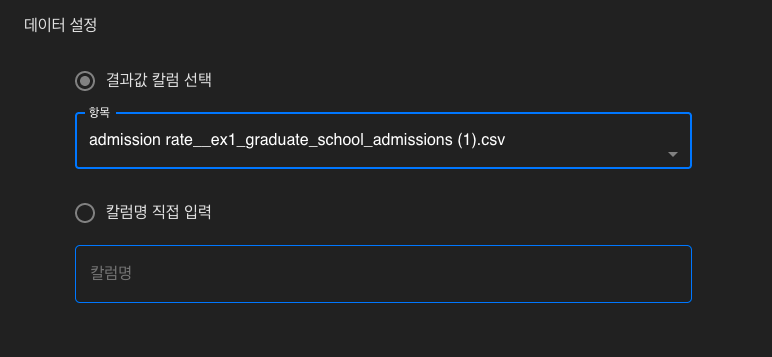 데이터 설정
결과값 칼럼 선택
항목
admission rate__ex1_graduate_school_admissions (1).csv
칼럼명 직접 입력
칼럼명